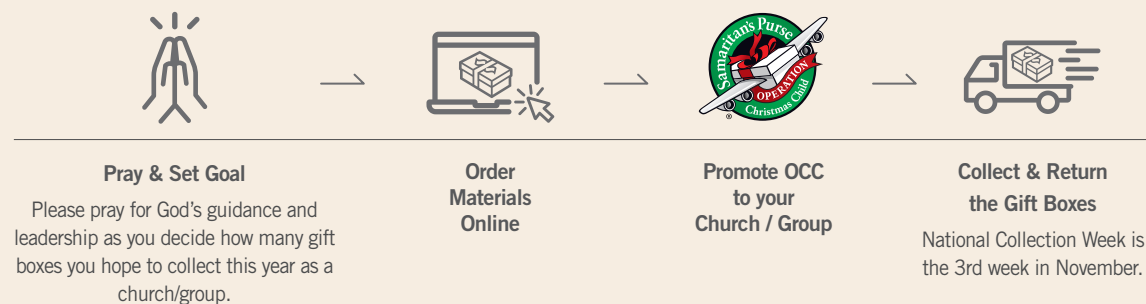 Samaritan's Purse
OPERATION
Christmas Child
®
Pray & Set Goal
Please pray for God's guidance and
leadership as you decide how many gift
boxes you hope to collect this year as a
church/group.
Order
Materials
Online
Promote OCC
to your
Church / Group
Collect & Return
the Gift Boxes
National Collection Week is
the 3rd week in November.